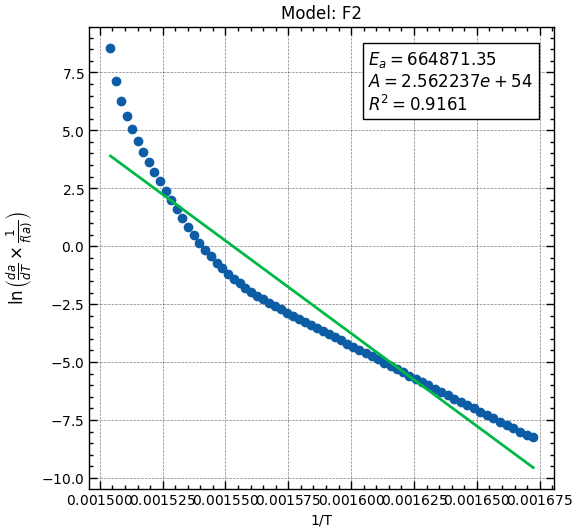 Model: F2
E_a = 664871.35
A = 2.562237e + 54
R^2 = 0.9161
ln(da/dT × 1/f(a))
7.5
5.0
2.5
0.0
−2.5
−5.0
−7.5
−10.0
0.001500 0.001525 0.001550 0.001575 0.001600 0.001625 0.001650 0.001675
1/T